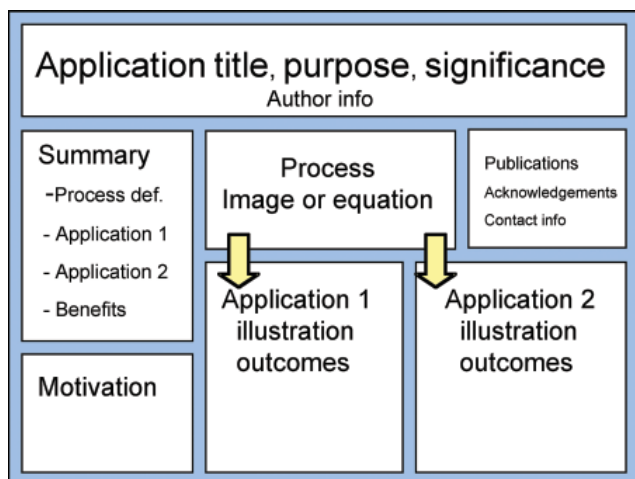 Application title, purpose, significance
Author info
Summary
-Process def.
- Application 1
- Application 2
- Benefits
Motivation
Process
Image or equation
Application 1
illustration
outcomes
Application 2
illustration
outcomes
Publications
Acknowledgements
Contact info